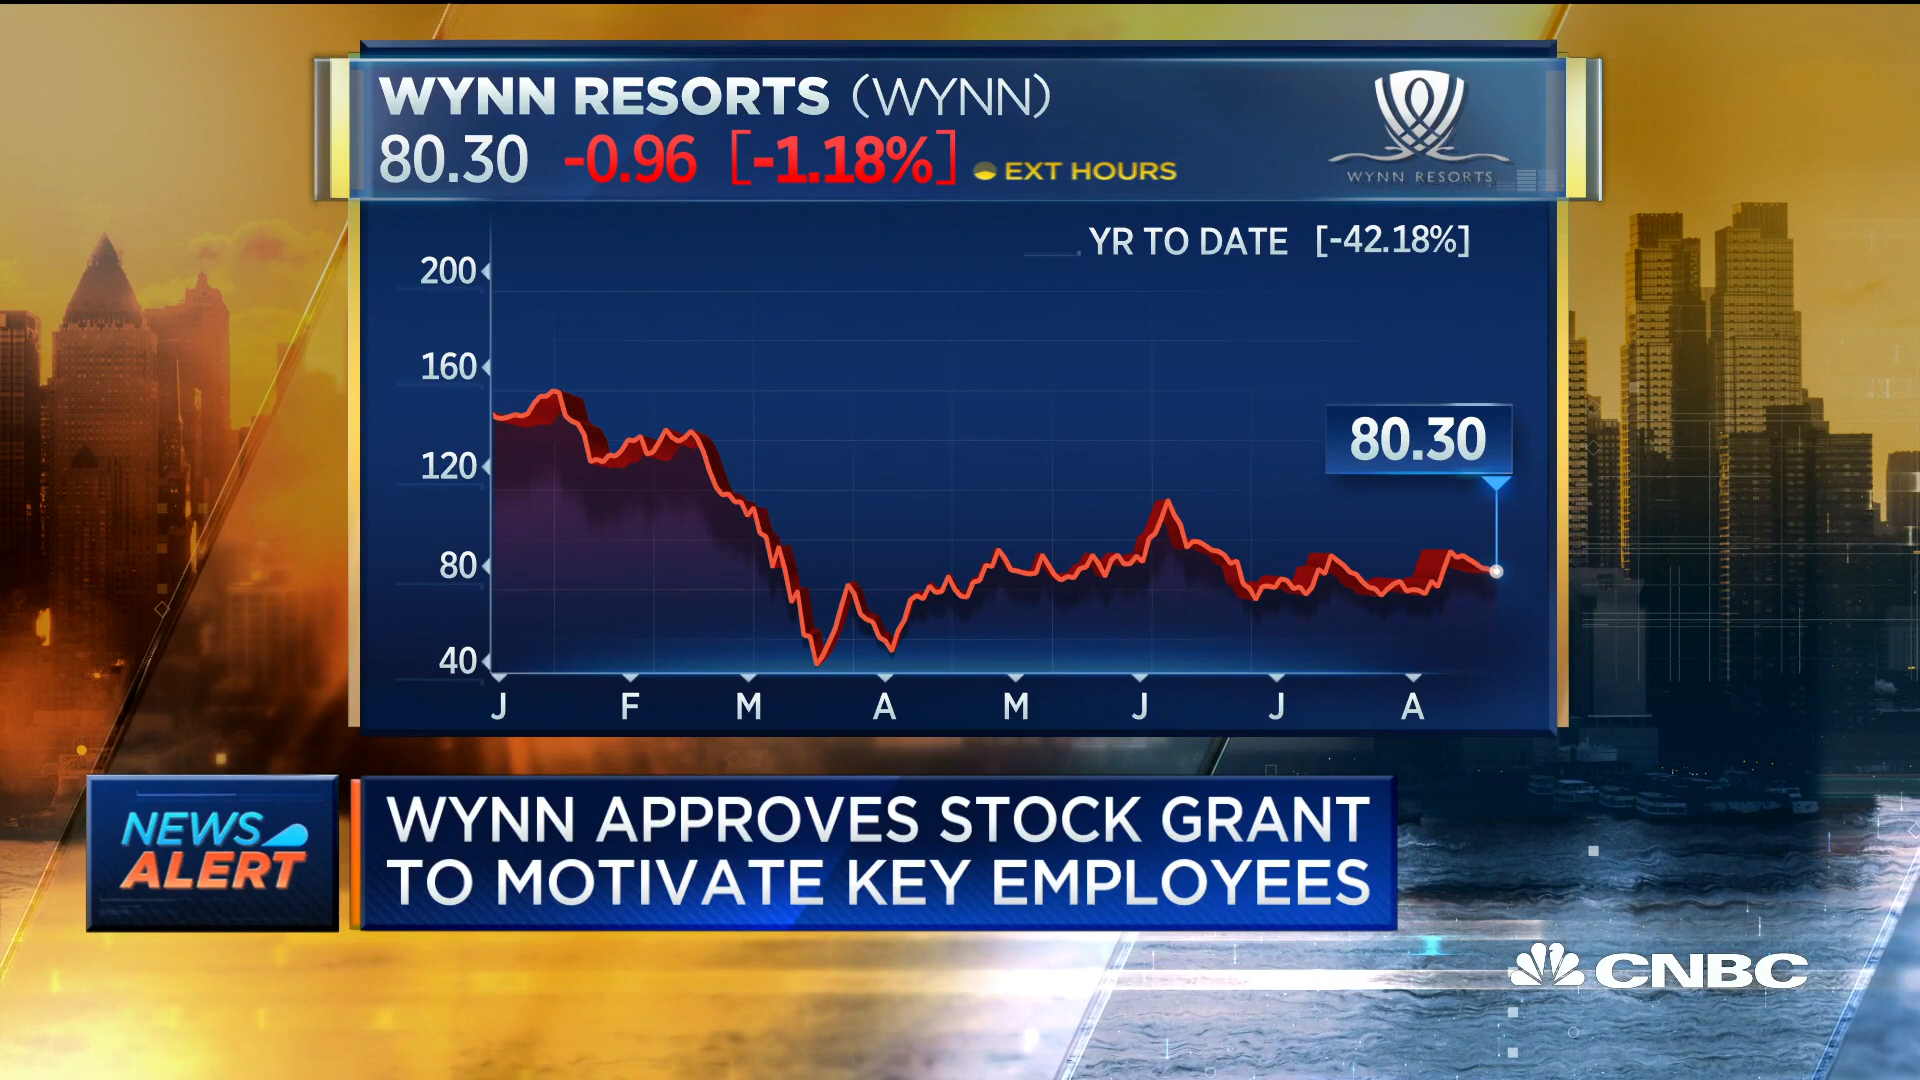 WYNN RESORTS (WYNN)
80.30 -0.96 [-1.18%] EXT HOURS
WYNN RESORTS
YR TO DATE [-42.18%]
200
160
120
80
40
80.30
J F M A M J J A
NEWS
ALERT
WYNN APPROVES STOCK GRANT
TO MOTIVATE KEY EMPLOYEES
CNBC